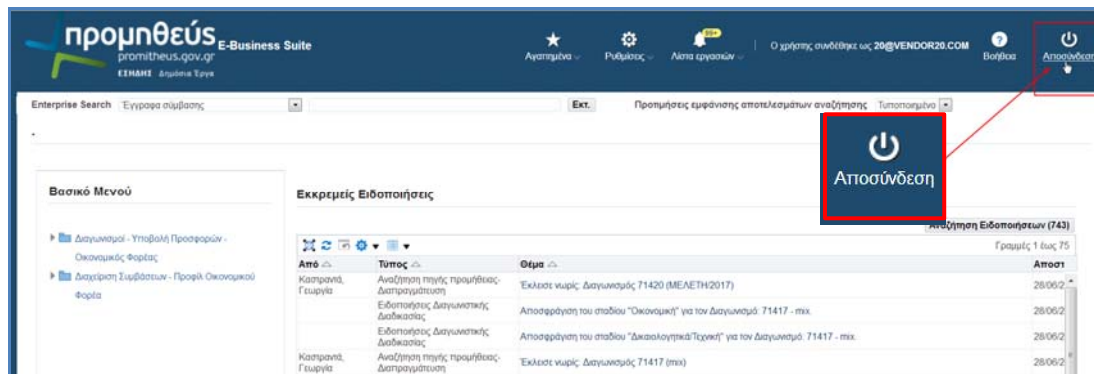 προμηθεύς E-Business Suite
promitheus.gov.gr
ΕΣΗΔΗΣ Δημόσια Έργα
Αγαπημένα
Ρυθμίσεις
99+
Λίστα εργασιών
Ο χρήστης συνδέθηκε ως 20@VENDOR20.COM
Βοήθεια
Αποσύνδεση
Enterprise Search Έγγραφα σύμβασης Εκτ. Προτιμήσεις εμφάνισης αποτελεσμάτων αναζήτησης Τυποποιημένο
Αποσύνδεση
Βασικό Μενού
Διαγωνισμοί - Υποβολή Προσφορών -
Οικονομικός Φορέας
Διαχείριση Συμβάσεων - Προφίλ Οικονομικού
Φορέα
Εκκρεμείς Ειδοποιήσεις
Αναζήτηση Ειδοποιήσεων (743)
Γραμμές 1 έως 75
Από Τύπος Θέμα Αποστ
Καστραντά, Αναζήτηση πηγής προμήθειας- Έκλεισε νωρίς: Διαγωνισμός 71420 (ΜΕΛΕΤΗ/2017) 28/06/2
Γεωργία Διαπραγμάτευση
Ειδοποιήσεις Διαγωνιστικής Αποσφράγιση του σταδίου "Οικονομική" για τον Διαγωνισμό: 71417 - mix. 28/06/2
Διαδικασίας
Ειδοποιήσεις Διαγωνιστικής Αποσφράγιση του σταδίου "Δικαιολογητικά/Τεχνική" για τον Διαγωνισμό: 71417 - mix. 28/06/2
Διαδικασίας
Καστραντά, Αναζήτηση πηγής προμήθειας- Έκλεισε νωρίς: Διαγωνισμός 71417 (mix) 28/06/2
Γεωργία Διαπραγμάτευση